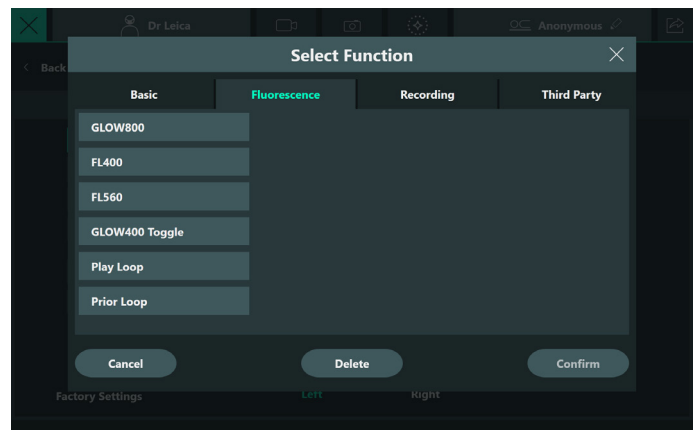 Dr Leica
Anonymous
Back
Select Function
Basic Fluorescence Recording Third Party
GLOW800
FL400
FL560
GLOW400 Toggle
Play Loop
Prior Loop
Cancel Delete Confirm
Factory Settings Left Right